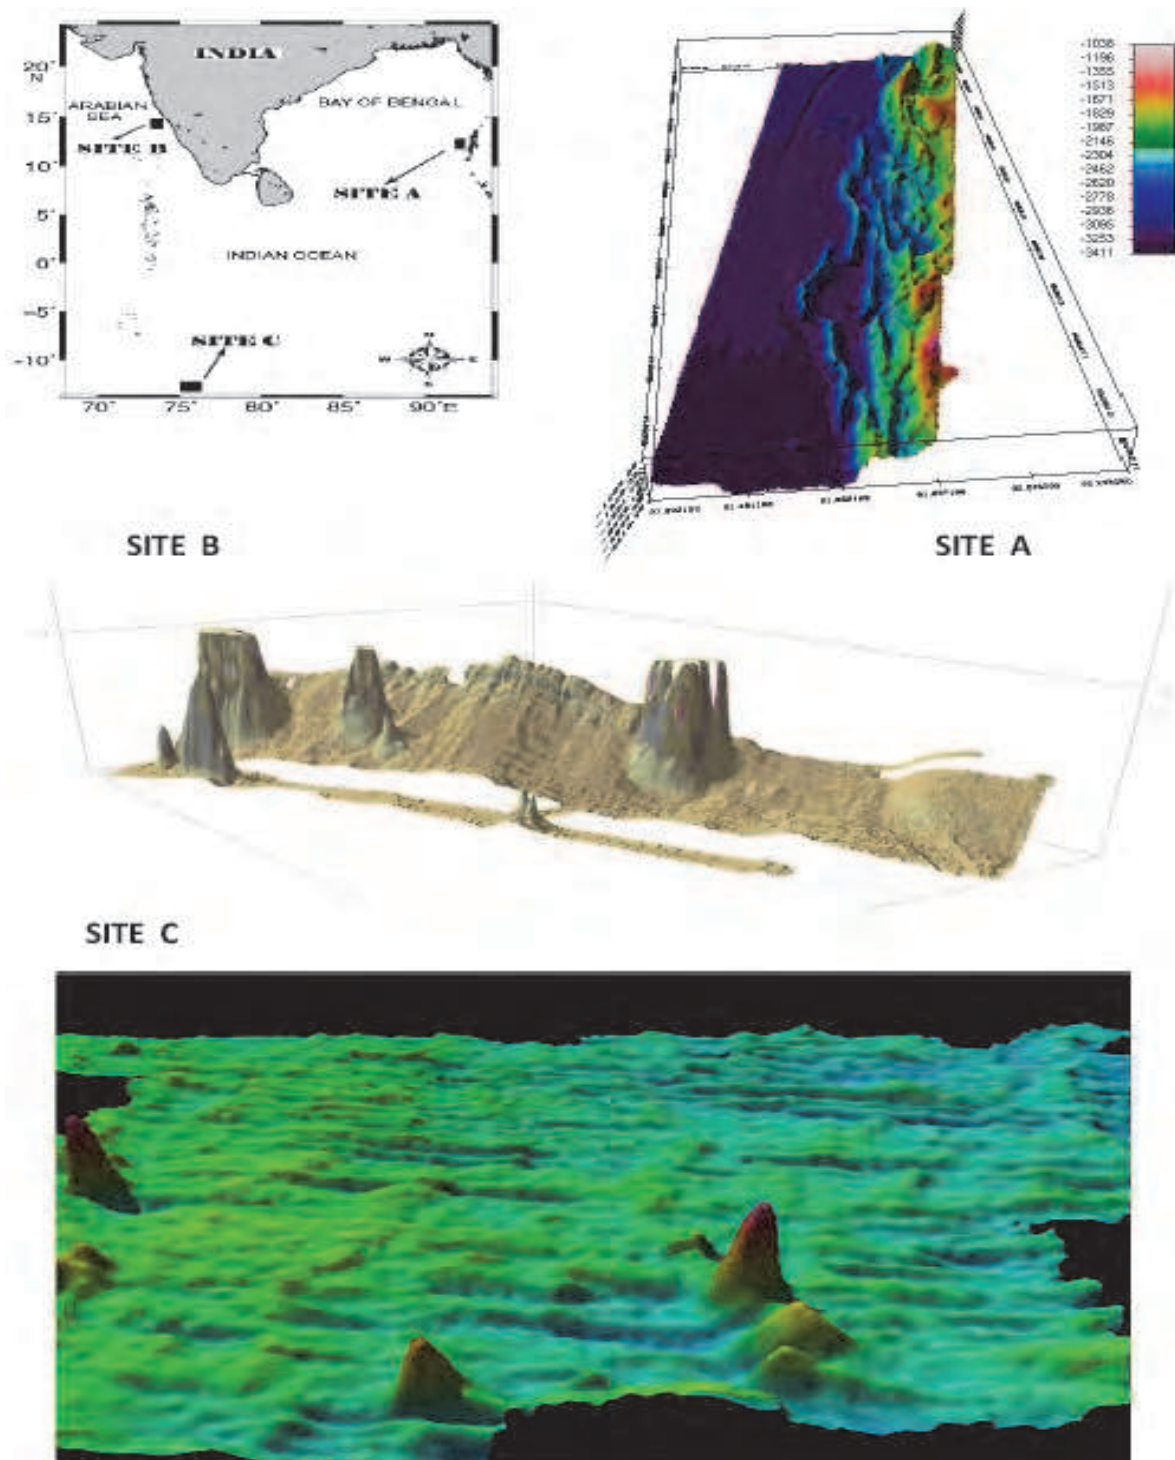 INDIA
20°
N
ARABIAN
SEA
BAY OF BENGAL
15°
SITE B
10°
SITE A
5°
INDIAN OCEAN
0°
-5°
SITE C
N
W
E
S
-10°
70°
75°
80°
85°
90°E
-1038
-1196
-1355
-1513
-1671
-1829
-1987
-2146
-2304
-2462
-2620
-2778
-2936
-3095
-3253
-3411
SITE B
SITE A
SITE C